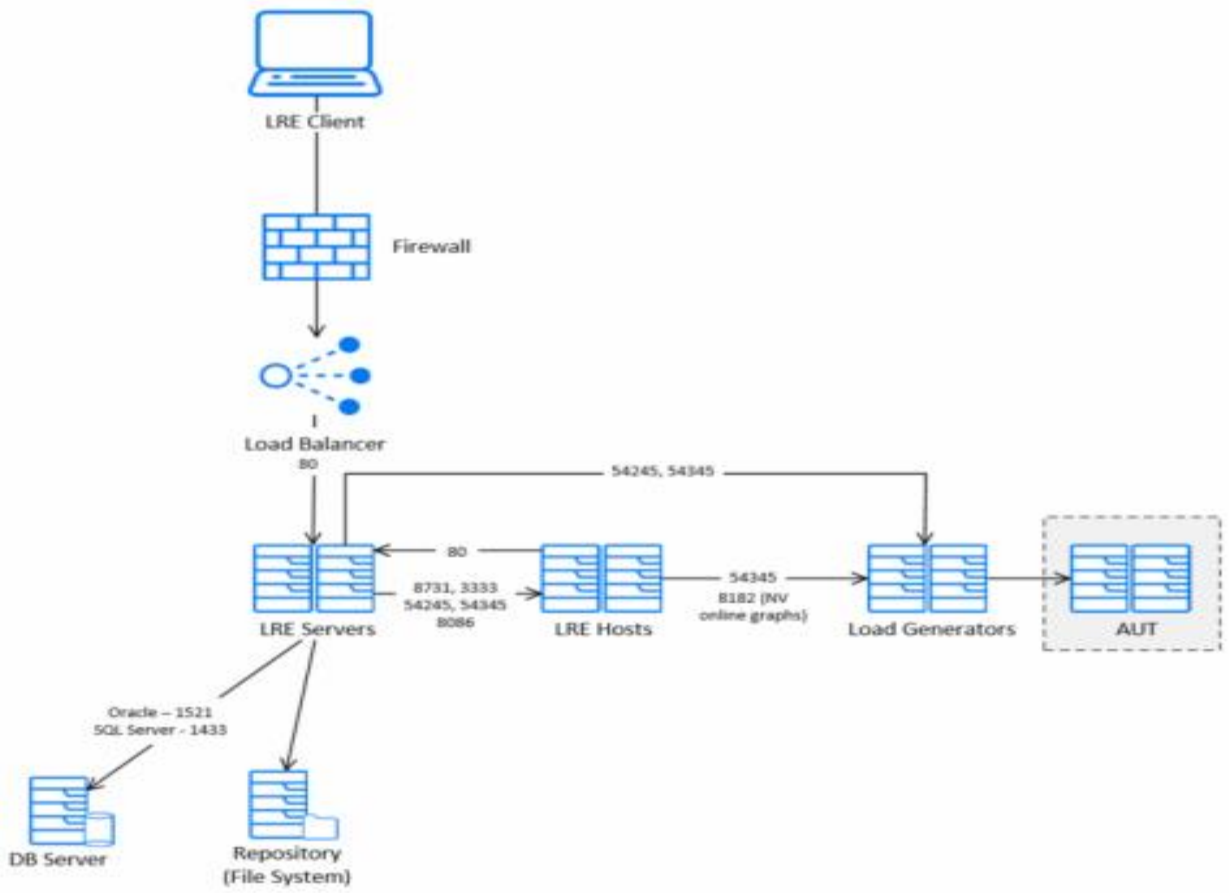 LRE Client
Firewall
Load Balancer
80
54245, 54345
80
8731, 3333
54245, 54345
8086
54345
8182 (NV
online graphs)
LRE Servers
LRE Hosts
Load Generators
AUT
Oracle – 1521
SQL Server - 1433
DB Server
Repository
(File System)